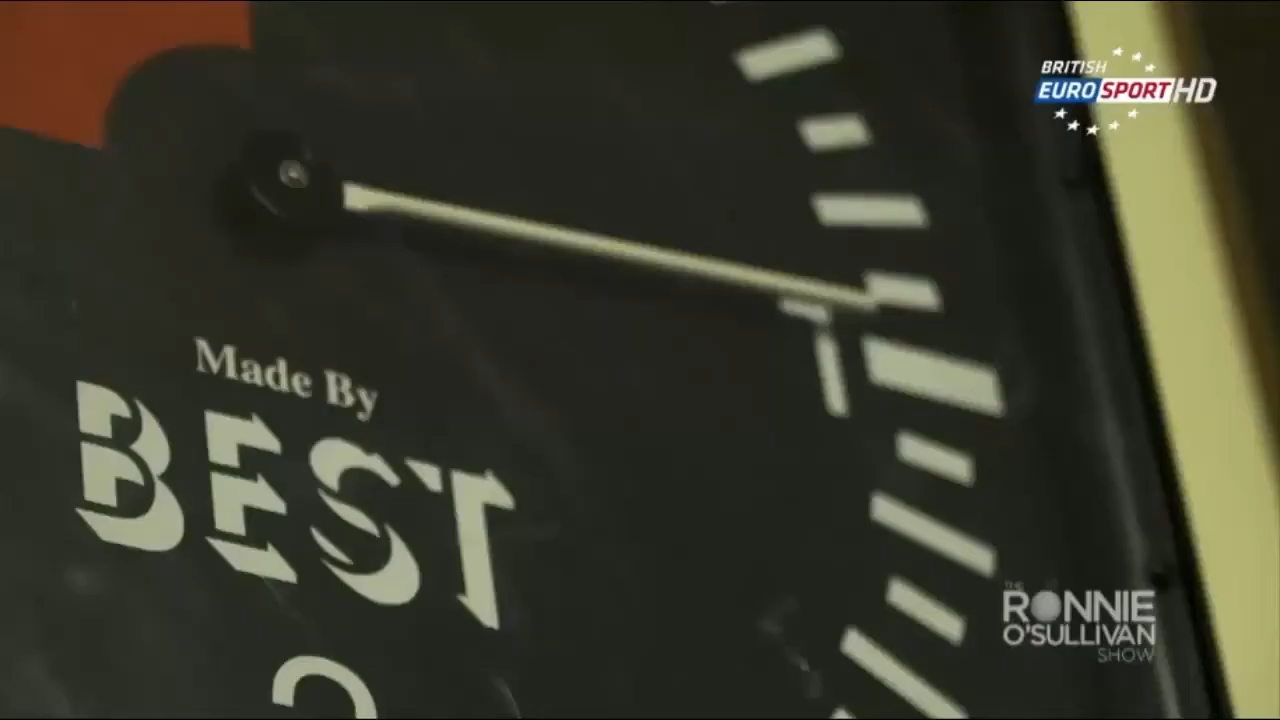 BRITISH
EUROSPORT HD
Made By
BEST
THE
RONNIE
O'SULLIVAN
SHOW